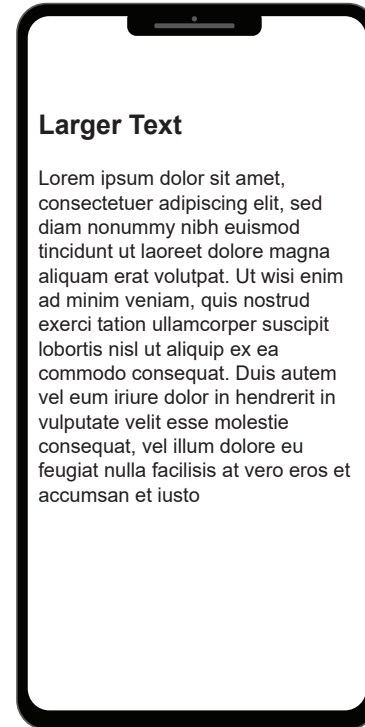 Larger Text
Lorem ipsum dolor sit amet,
consectetuer adipiscing elit, sed
diam nonummy nibh euismod
tincidunt ut laoreet dolore magna
aliquam erat volutpat. Ut wisi enim
ad minim veniam, quis nostrud
exerci tation ullamcorper suscipit
lobortis nisl ut aliquip ex ea
commodo consequat. Duis autem
vel eum iriure dolor in hendrerit in
vulputate velit esse molestie
consequat, vel illum dolore eu
feugiat nulla facilisis at vero eros et
accumsan et iusto